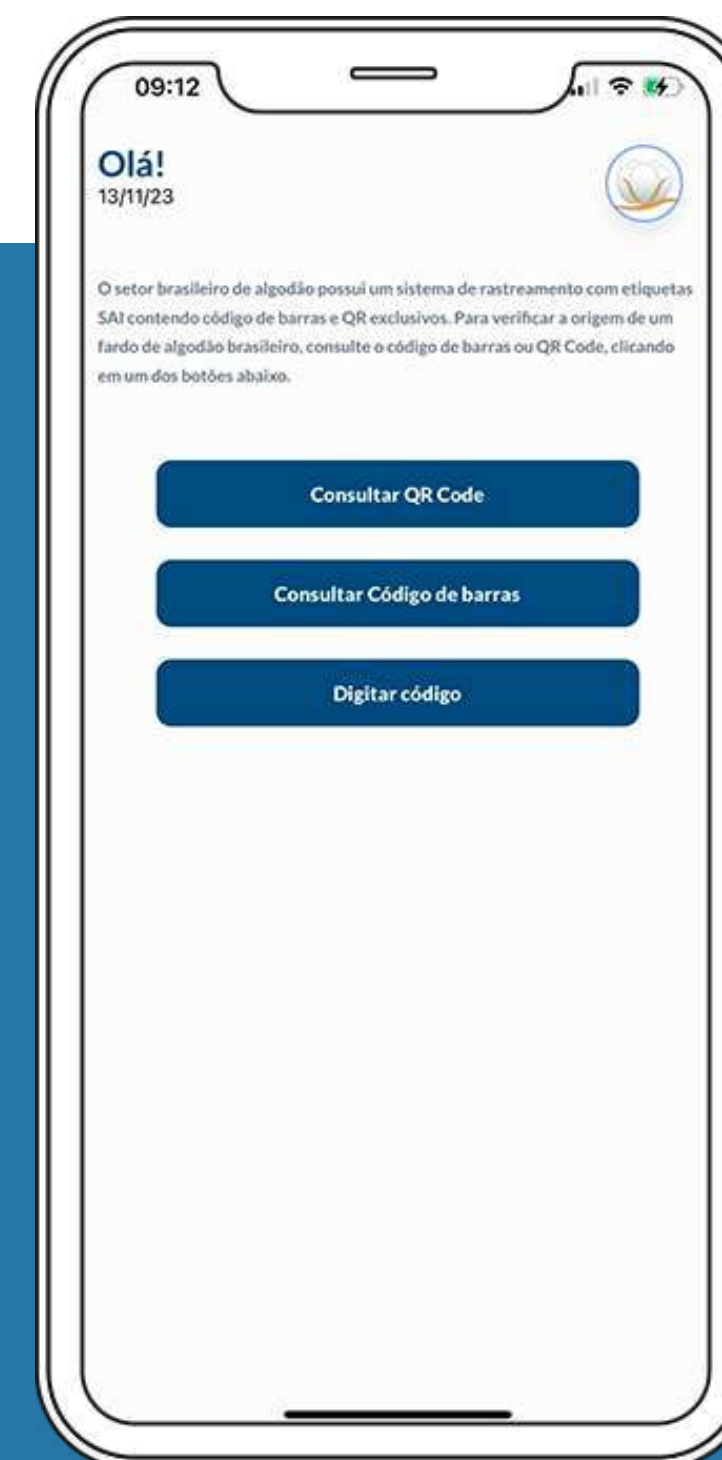 09:12
Olá!
13/11/23
O setor brasileiro de algodão possui um sistema de rastreamento com etiquetas
SAI contendo código de barras e QR exclusivos. Para verificar a origem de um
fardo de algodão brasileiro, consulte o código de barras ou QR Code, clicando
em um dos botões abaixo.
Consultar QR Code
Consultar Código de barras
Digitar código